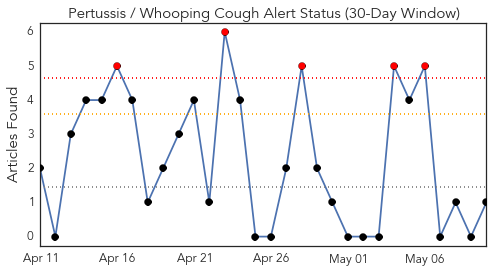 Pertussis / Whooping Cough Alert Status (30-Day Window)
Articles Found
6
5
4
3
2
1
0
Apr 11 Apr 16 Apr 21 Apr 26 May 01 May 06